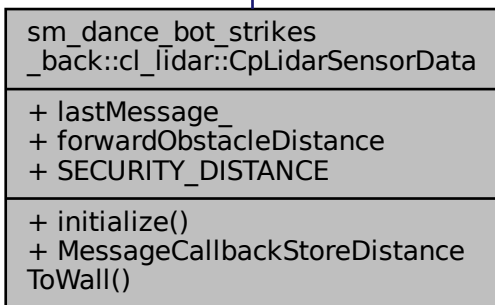 sm_dance_bot_strikes
_back::cl_lidar::CpLidarSensorData
+ lastMessage_
+ forwardObstacleDistance
+ SECURITY_DISTANCE
+ initialize()
+ MessageCallbackStoreDistance
ToWall()